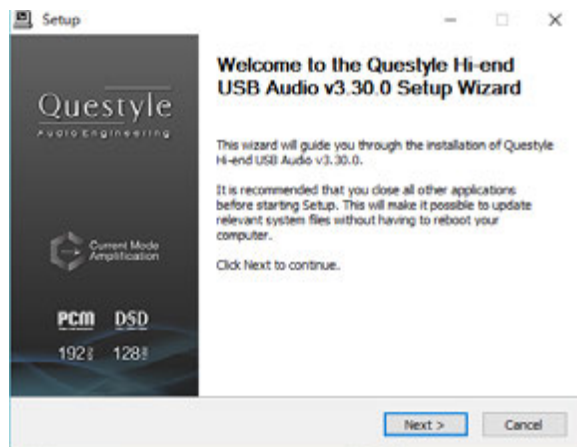 Setup
Questyle
Audio Engineering
Current Mode
Amplification
PCM DSD
192 128
Welcome to the Questyle Hi-end
USB Audio v3.30.0 Setup Wizard
This wizard will guide you through the installation of Questyle
Hi-end USB Audio v3.30.0.
It is recommended that you close all other applications
before starting Setup. This will make it possible to update
relevant system files without having to reboot your
computer.
Click Next to continue.
Next > Cancel